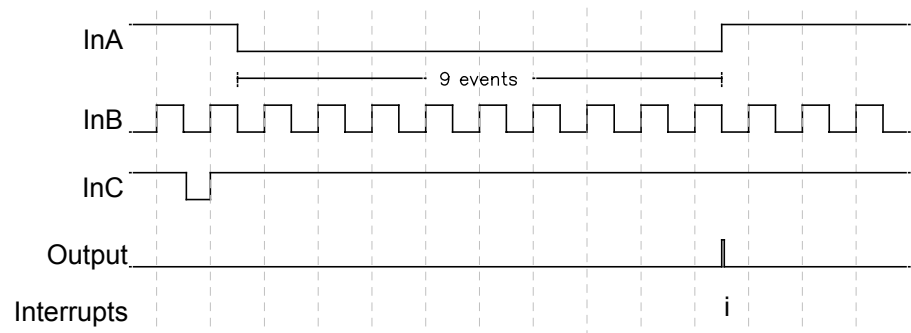 InA
9 events
InB
InC
Output
Interrupts i